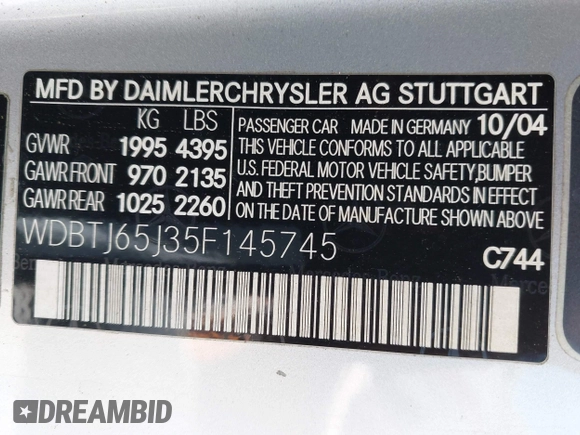 MFD BY DAIMLERCHRYSLER AG STUTTGART
KG LBS
GVWR 1995 4395
GAWR FRONT 970 2135
GAWR REAR 1025 2260
PASSENGER CAR MADE IN GERMANY 10/04
THIS VEHICLE CONFORMS TO ALL APPLICABLE
U.S. FEDERAL MOTOR VEHICLE SAFETY, BUMPER
AND THEFT PREVENTION STANDARDS IN EFFECT
ON THE DATE OF MANUFACTURE SHOWN ABOVE.
WDBTJ65J35F145745
C744
DREAMBID